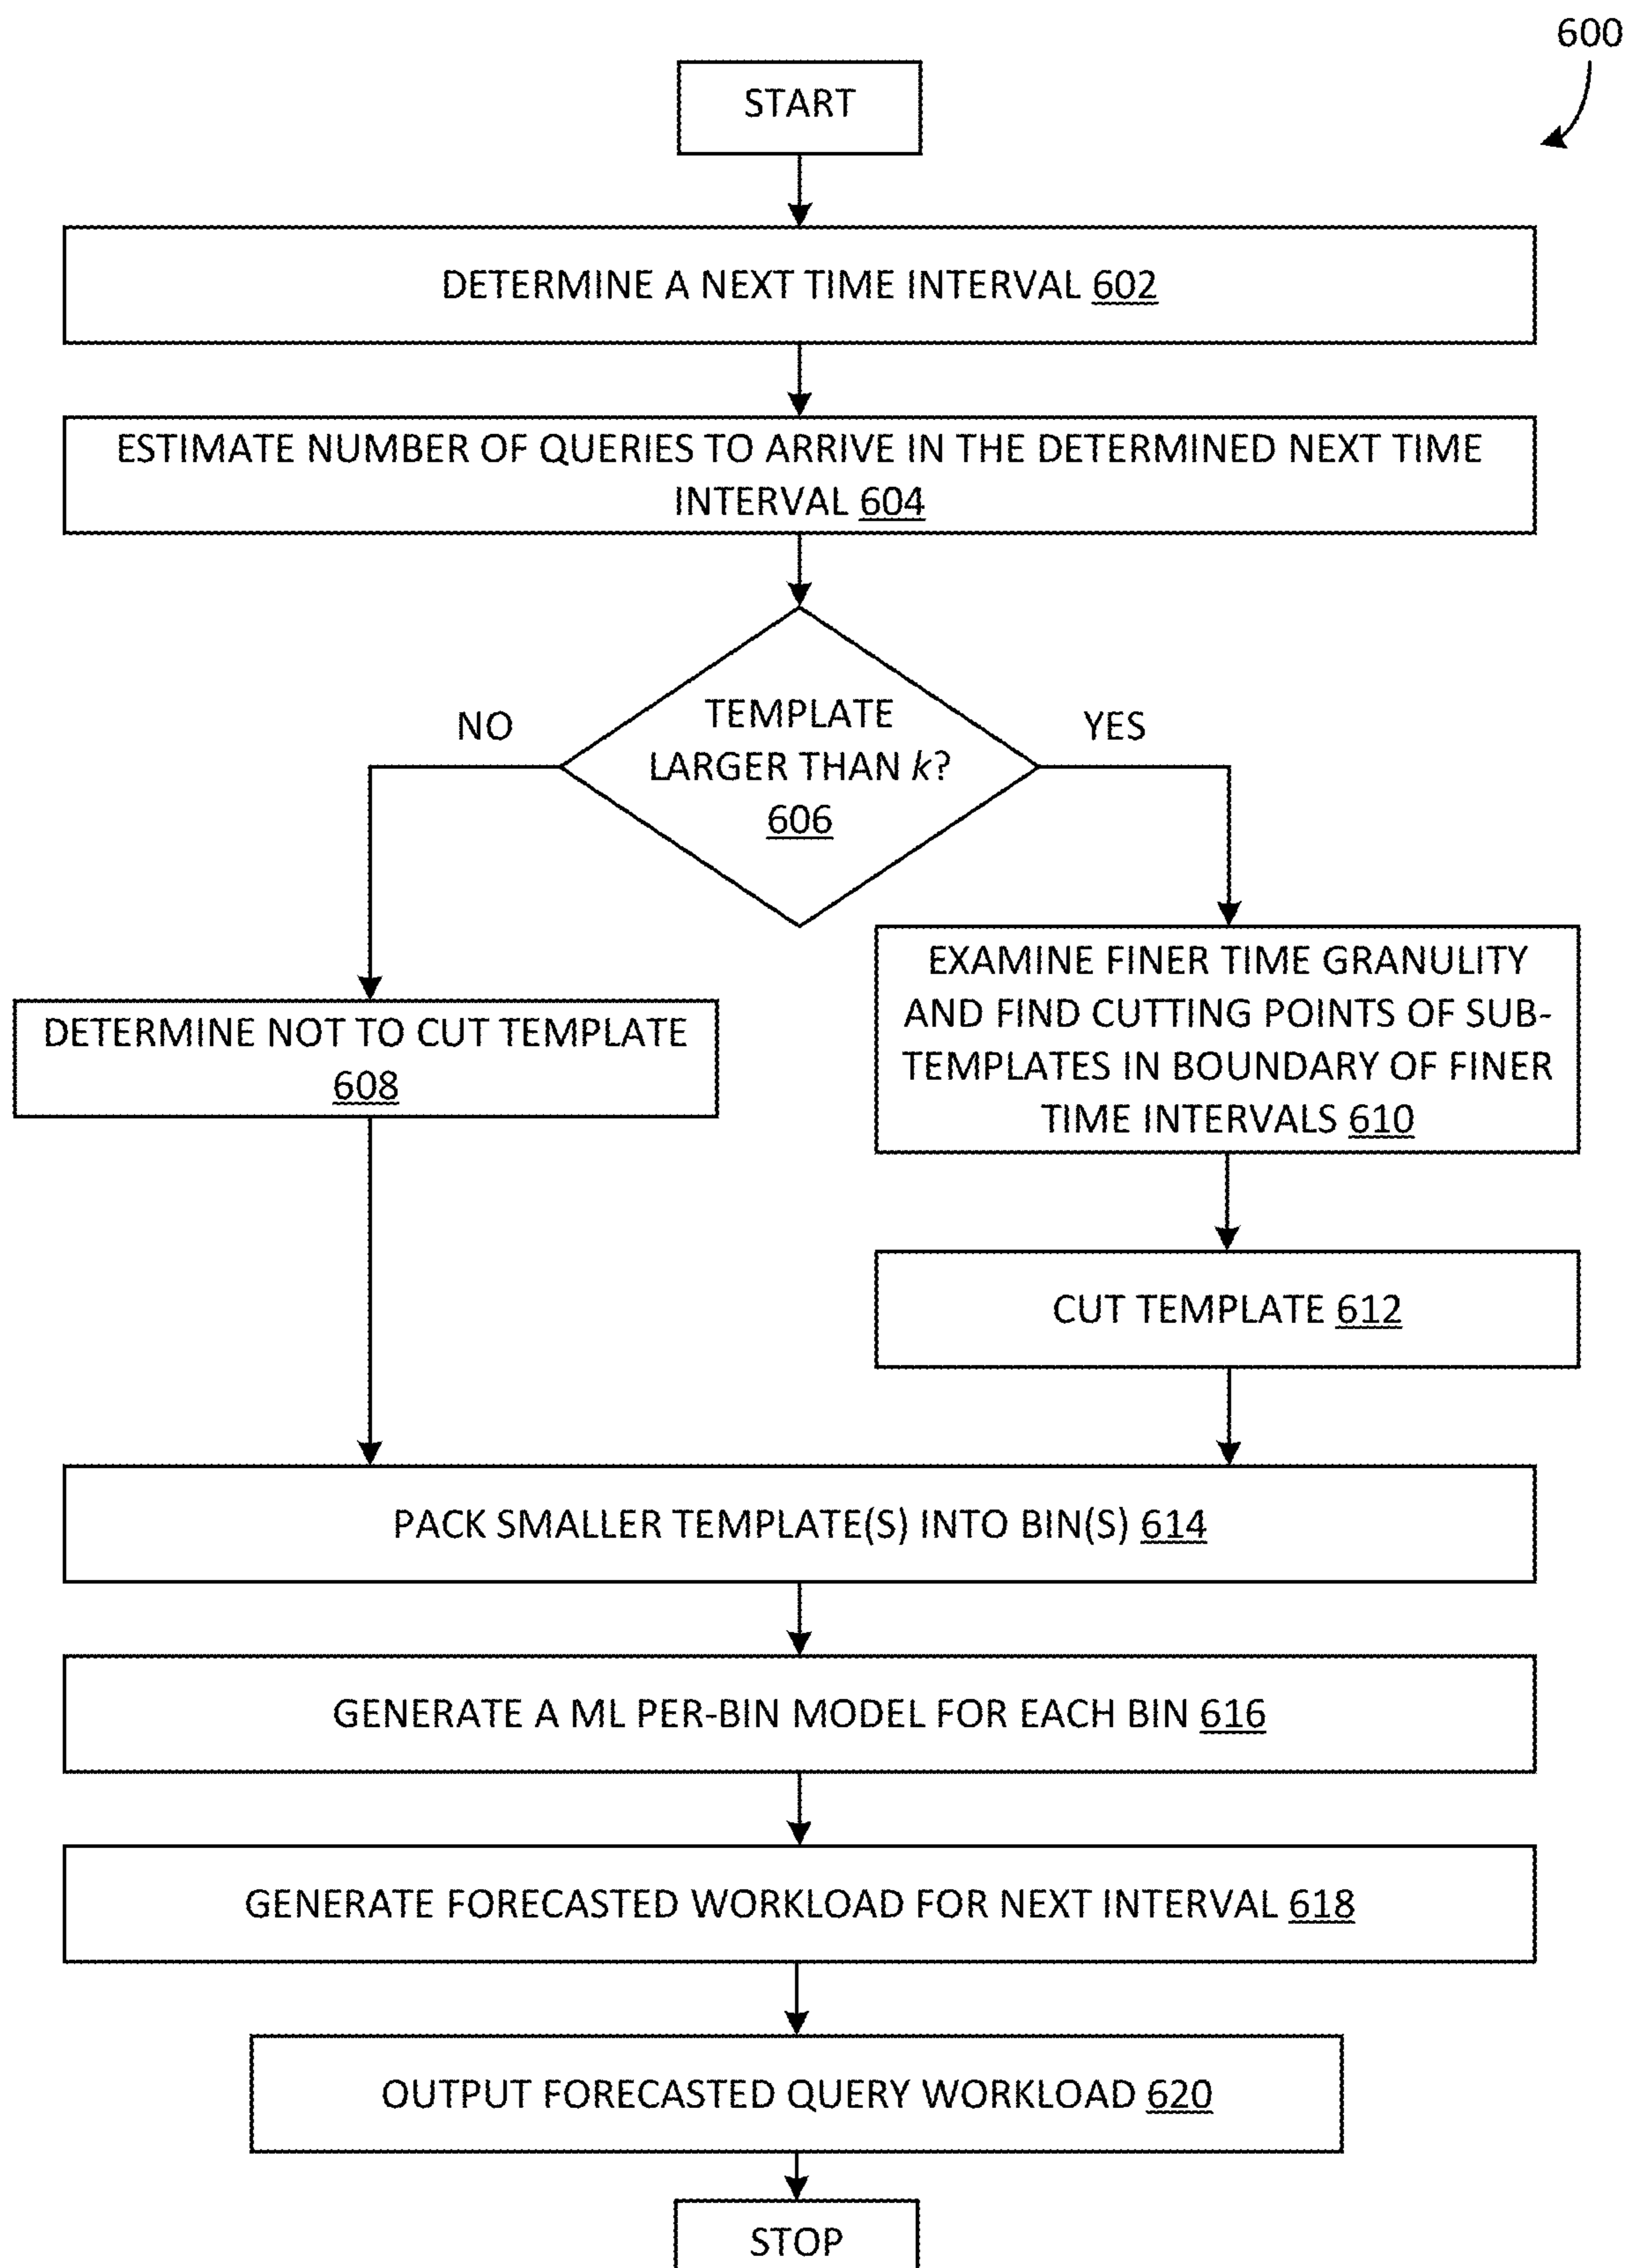 600
START
DETERMINE A NEXT TIME INTERVAL 602
ESTIMATE NUMBER OF QUERIES TO ARRIVE IN THE DETERMINED NEXT TIME
INTERVAL 604
NO
TEMPLATE
LARGER THAN k?
606
YES
DETERMINE NOT TO CUT TEMPLATE
608
EXAMINE FINER TIME GRANULITY
AND FIND CUTTING POINTS OF SUB-
TEMPLATES IN BOUNDARY OF FINER
TIME INTERVALS 610
CUT TEMPLATE 612
PACK SMALLER TEMPLATE(S) INTO BIN(S) 614
GENERATE A ML PER-BIN MODEL FOR EACH BIN 616
GENERATE FORECASTED WORKLOAD FOR NEXT INTERVAL 618
OUTPUT FORECASTED QUERY WORKLOAD 620
STOP